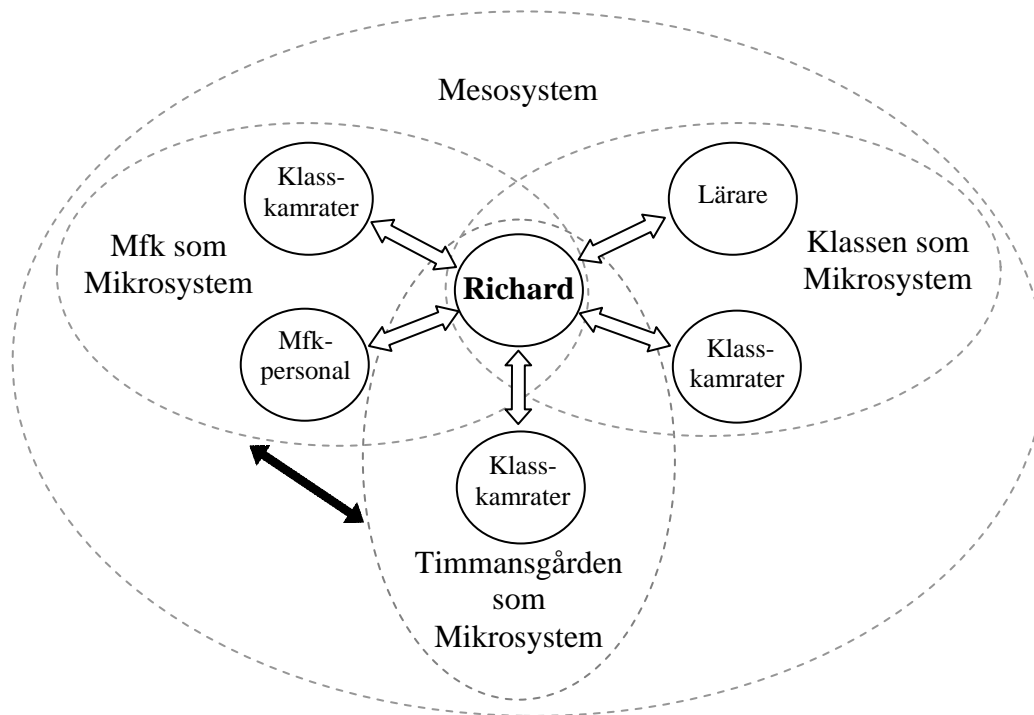 Mesosystem
Klass-
kamrater
Lärare
Mfk som
Mikrosystem
Richard
Klassen som
Mikrosystem
Mfk-
personal
Klass-
kamrater
Klass-
kamrater
Timmansgården
som
Mikrosystem